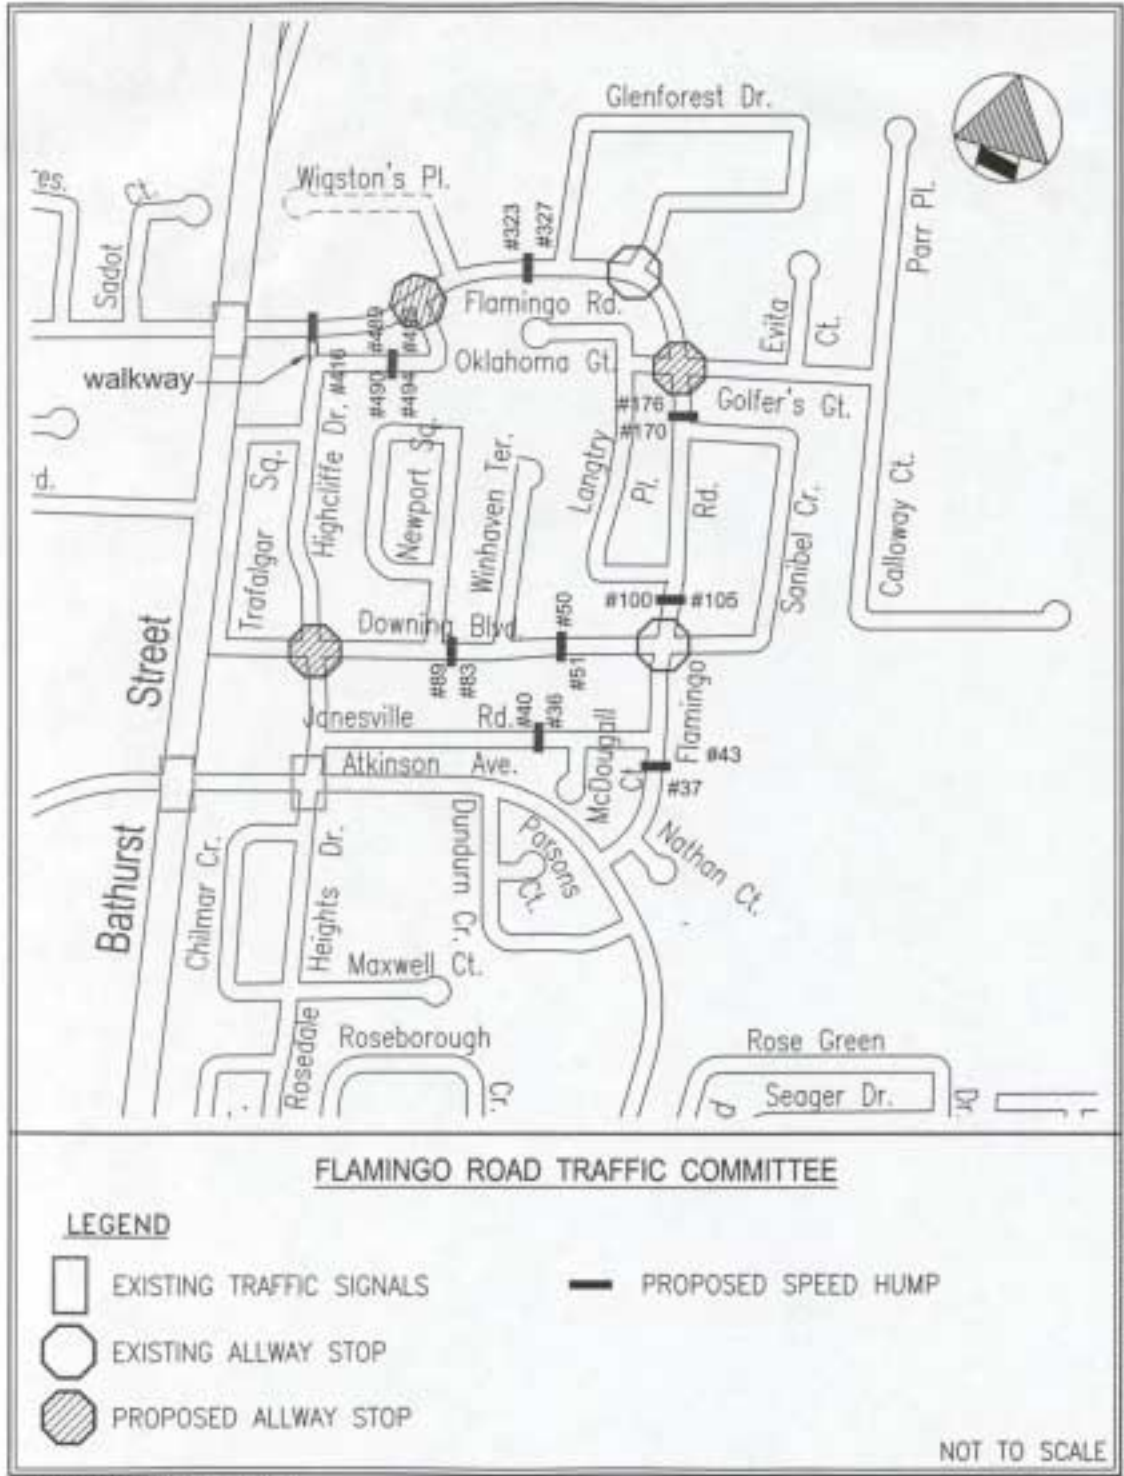 Glenforest Dr.
Wigston's Pl.
Ct.
Sadot
#323
#327
Parr Pl.
Flamingo Rd.
Evita
Ct.
#489
Oklahoma Gt.
walkway
#416
#490
#494
Golfer's Gt.
#176
#170
Trafalgar Sq.
Highcliffe Dr.
Newport Sq.
Winhaven Ter.
Langtry
Pl.
Rd.
Sanibel Cr.
Calloway Ct.
d.
#100
#105
Downing Blvd.
#50
#51
#89
#83
Bathurst Street
Janesville Rd.
#40
#36
McDougall
Ct.
Flamingo
#43
#37
Atkinson Ave.
Nathan Ct.
Dundurn Cr.
Parsons
Ct.
Chilmar Cr.
Rosedale Heights Dr.
Maxwell Ct.
Roseborough
Cr.
Rose Green
Dr.
Seager Dr.
d
FLAMINGO ROAD TRAFFIC COMMITTEE
LEGEND
EXISTING TRAFFIC SIGNALS
PROPOSED SPEED HUMP
EXISTING ALLWAY STOP
PROPOSED ALLWAY STOP
NOT TO SCALE